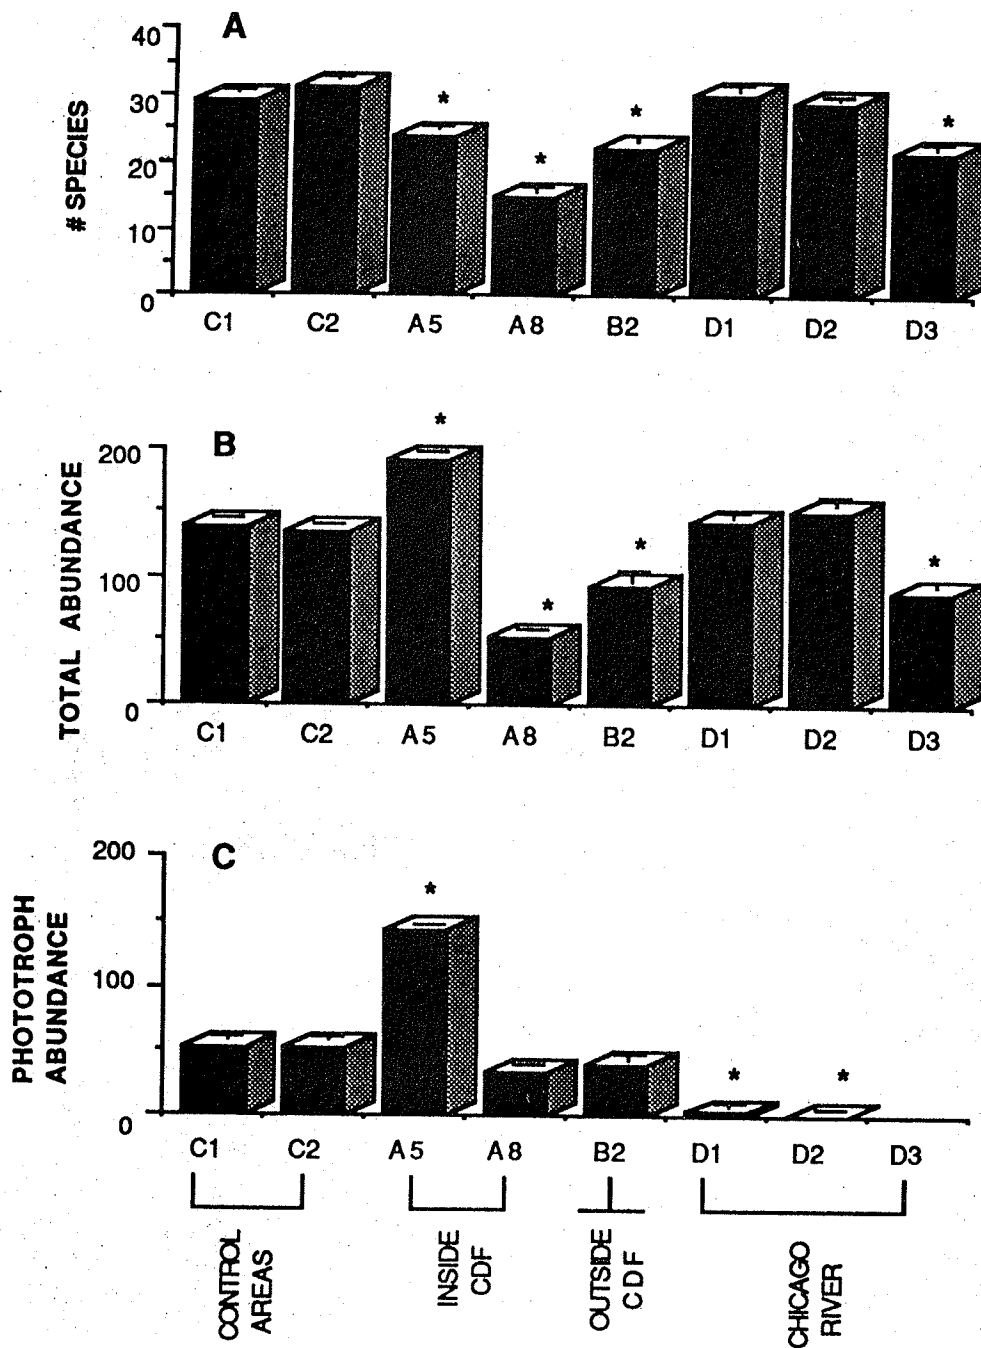 A
40
30
20
10
0
# SPECIES
* * * *
C1 C2 A5 A8 B2 D1 D2 D3
B
200
100
0
TOTAL ABUNDANCE
* * * *
C1 C2 A5 A8 B2 D1 D2 D3
C
200
100
0
PHOTOTROPH
ABUNDANCE
* * *
C1 C2 A5 A8 B2 D1 D2 D3
CONTROL
AREAS
INSIDE
CDF
OUTSIDE
CDF
CHICAGO
RIVER